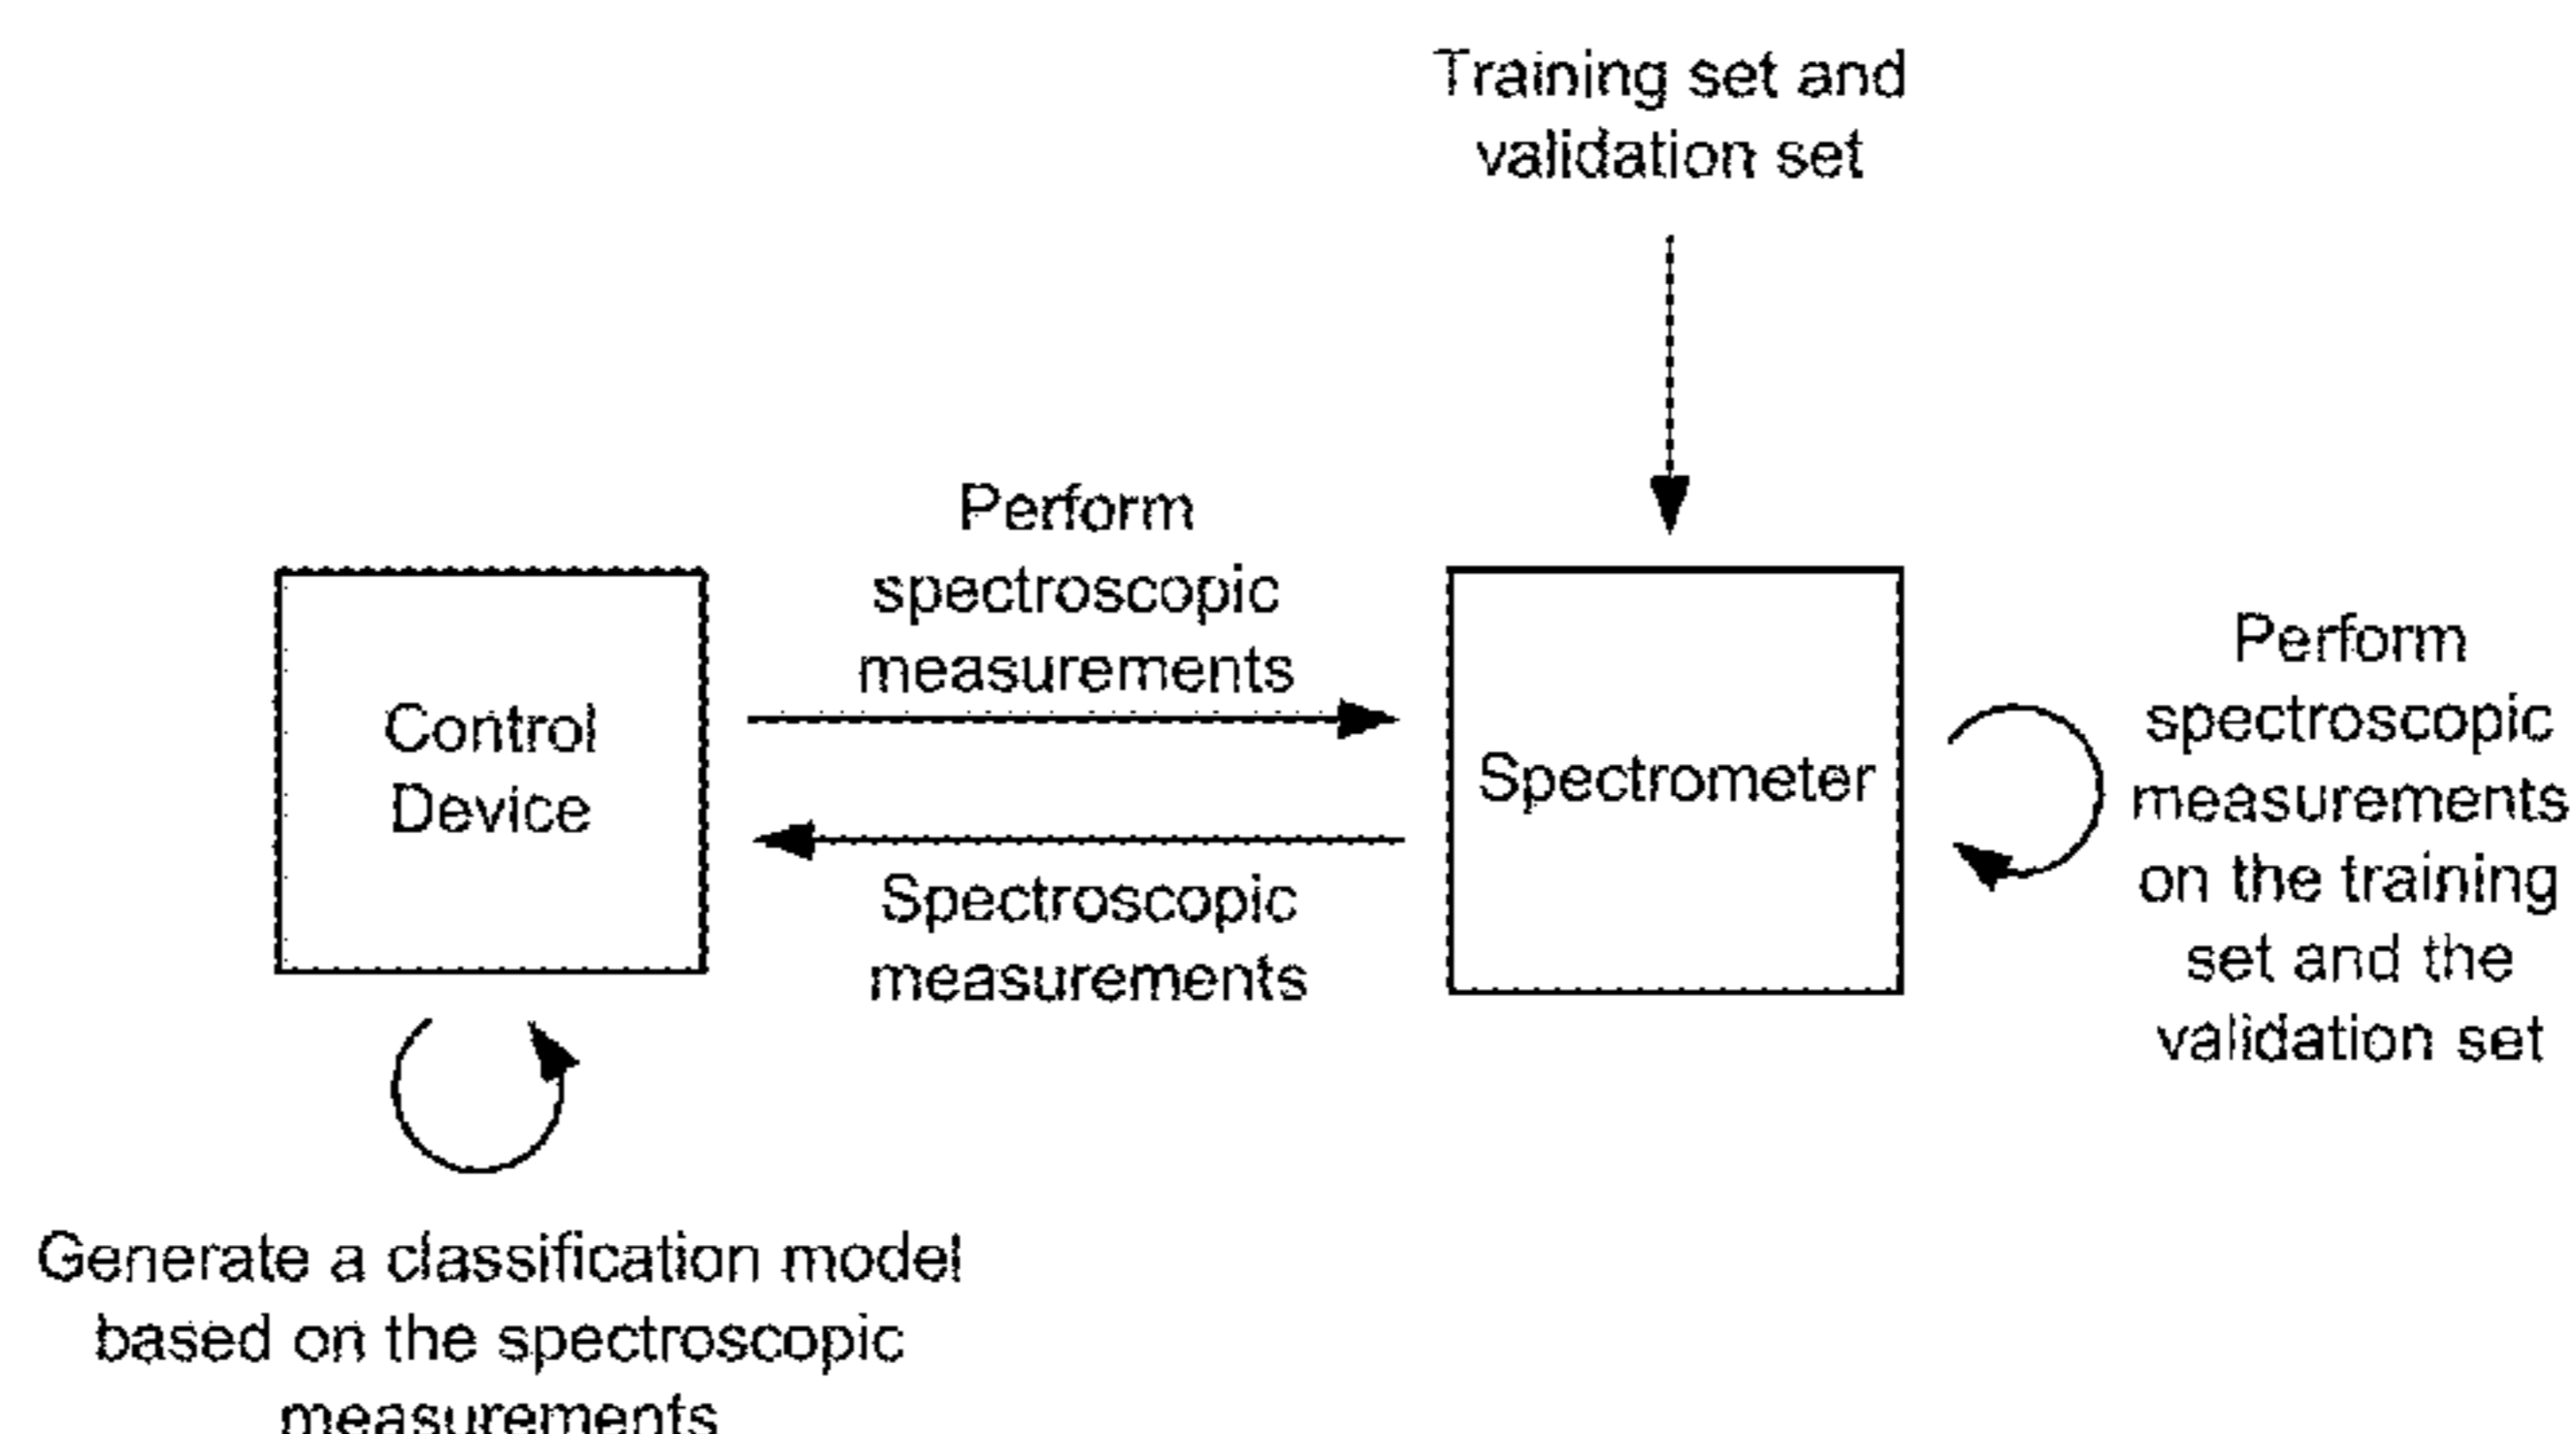 Training set and
validation set
Perform
spectroscopic
measurements
Control
Device
Spectrometer
Spectroscopic
measurements
Perform
spectroscopic
measurements
on the training
set and the
validation set
Generate a classification model
based on the spectroscopic
measurements